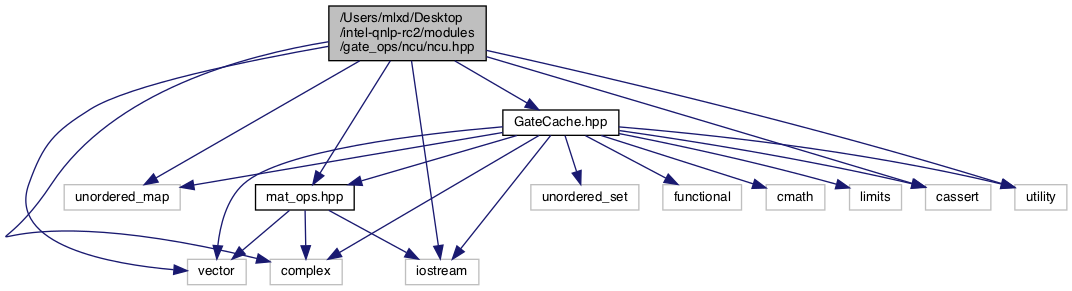 /Users/mlxd/Desktop
/intel-qnlp-rc2/modules
/gate_ops/ncu/ncu.hpp
GateCache.hpp
unordered_map
mat_ops.hpp
unordered_set
functional
cmath
limits
cassert
utility
vector
complex
iostream